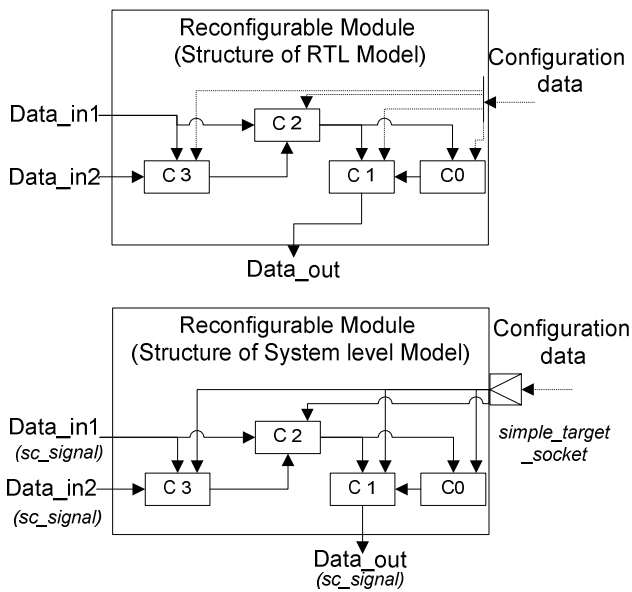 Reconfigurable Module
(Structure of RTL Model)
Configuration
data
Data_in1
C 2
Data_in2
C 3
C 1
C0
Data_out
Reconfigurable Module
(Structure of System level Model)
Configuration
data
Data_in1
(sc_signal)
C 2
simple_target
_socket
Data_in2
(sc_signal)
C 3
C 1
C0
Data_out
(sc_signal)